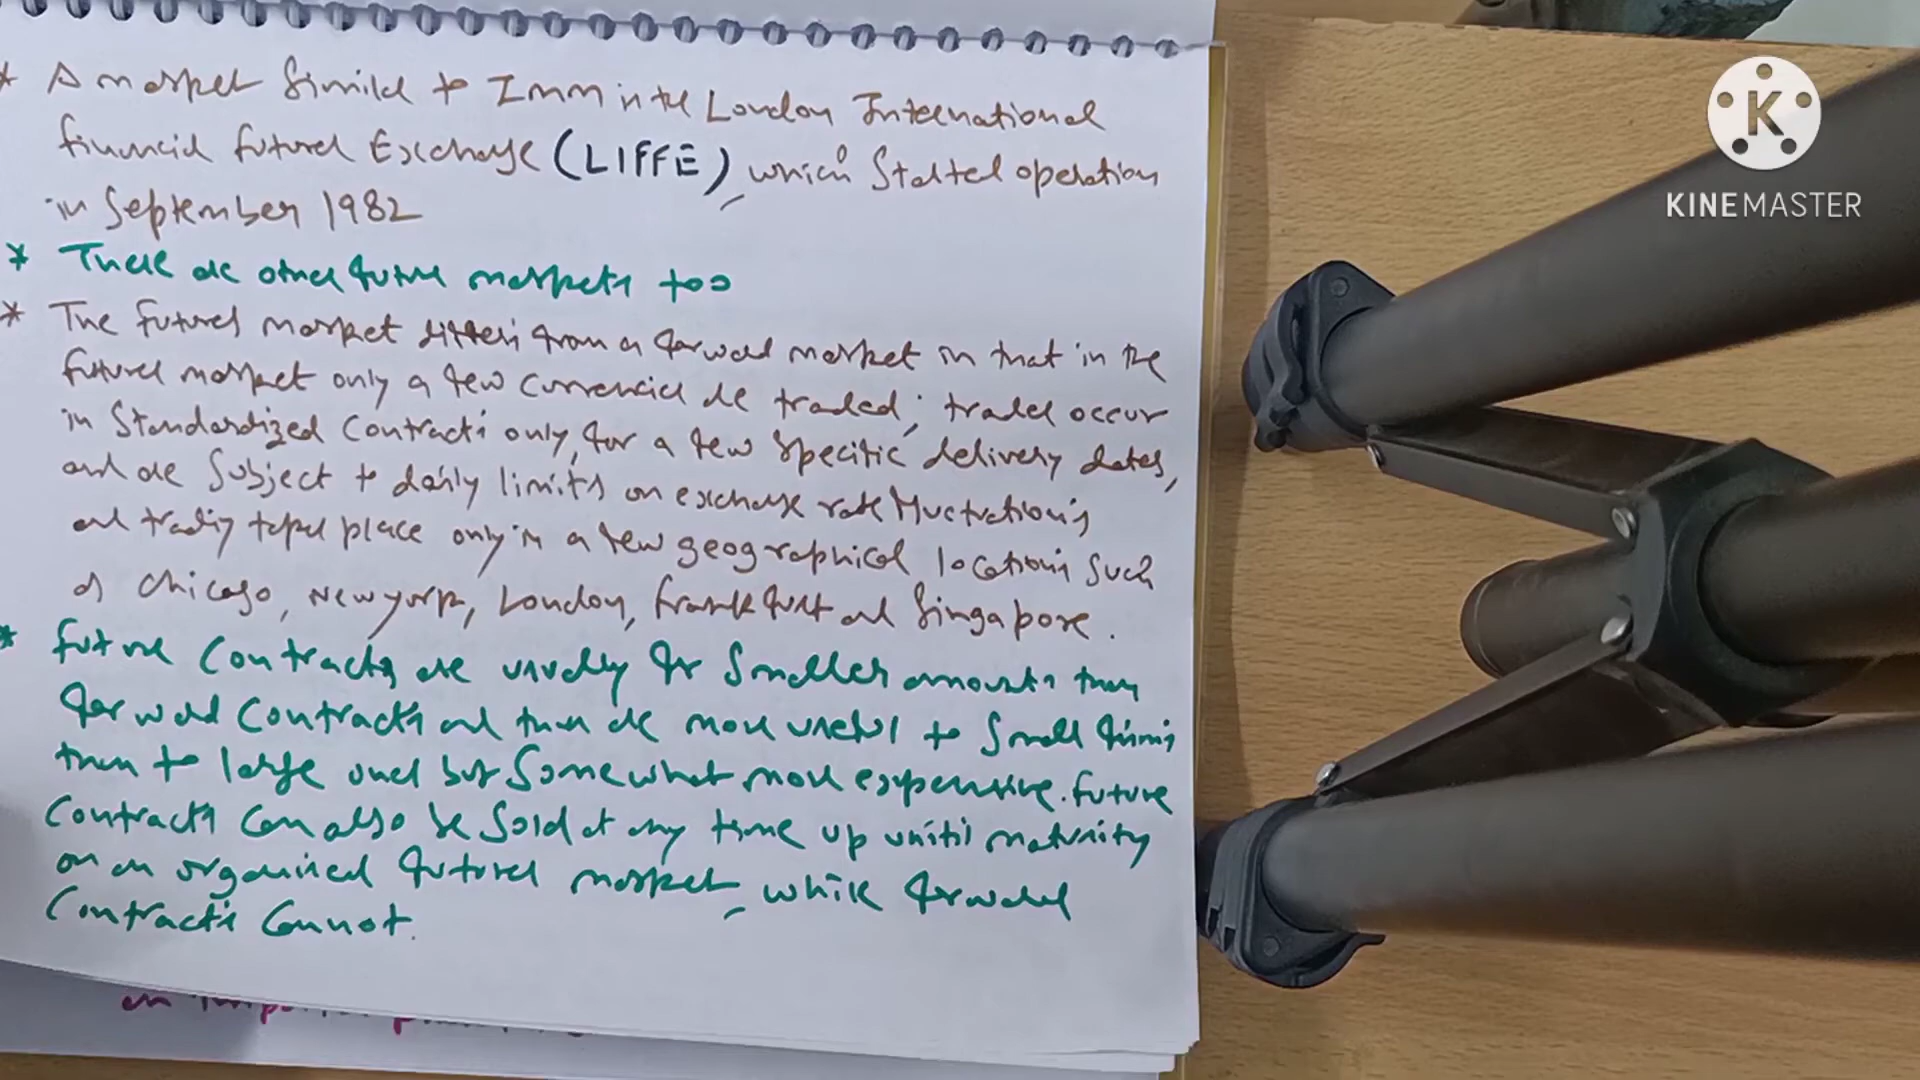 * A market similar to Imm in the London International
financial futures Exchange (LIFFE), which started operation
in September 1982
* There are other future markets too
* The futures market differs from a forward market in that in the
futures market only a few currencies are traded; trades occur
in Standardized Contracts only, for a few specific delivery dates,
and are Subject to daily limits on exchange rate fluctuations
and trading takes place only in a few geographical locations such
as Chicago, Newyork, London, frankfurt and Singapore.
* future Contracts are usually for Smaller amounts than
forward Contracts and thus are more useful to Small firms
than to large ones but Somewhat more expensive. future
Contracts can also be Sold at any time up until maturity
on an organised futures market, while forward
Contracts Cannot.
KINEMASTER